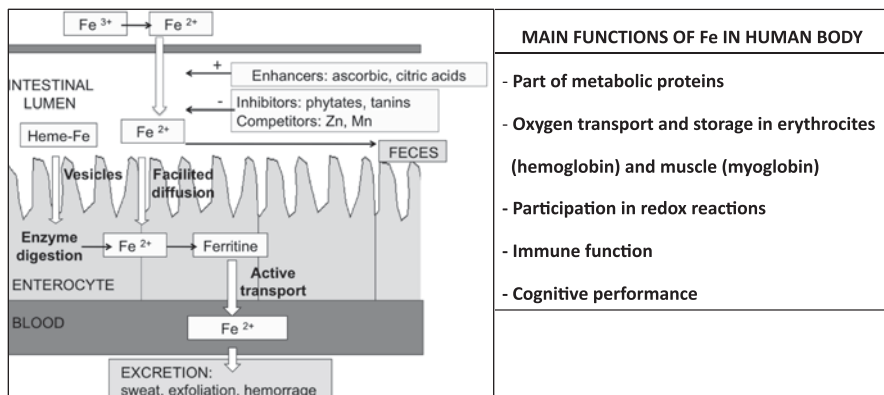 Fe 3+ Fe 2+
INTESTINAL
LUMEN
+
Enhancers: ascorbic, citric acids
-
Inhibitors: phytates, tanins
Competitors: Zn, Mn
Heme-Fe
Fe 2+
FECES
Vesicles
Facilited
diffusion
Enzyme
digestion
Fe 2+
Ferritine
Active
transport
ENTEROCYTE
BLOOD
Fe 2+
EXCRETION:
sweat, exfoliation, hemorrage
MAIN FUNCTIONS OF Fe IN HUMAN BODY
- Part of metabolic proteins
- Oxygen transport and storage in erythrocites
(hemoglobin) and muscle (myoglobin)
- Participation in redox reactions
- Immune function
- Cognitive performance